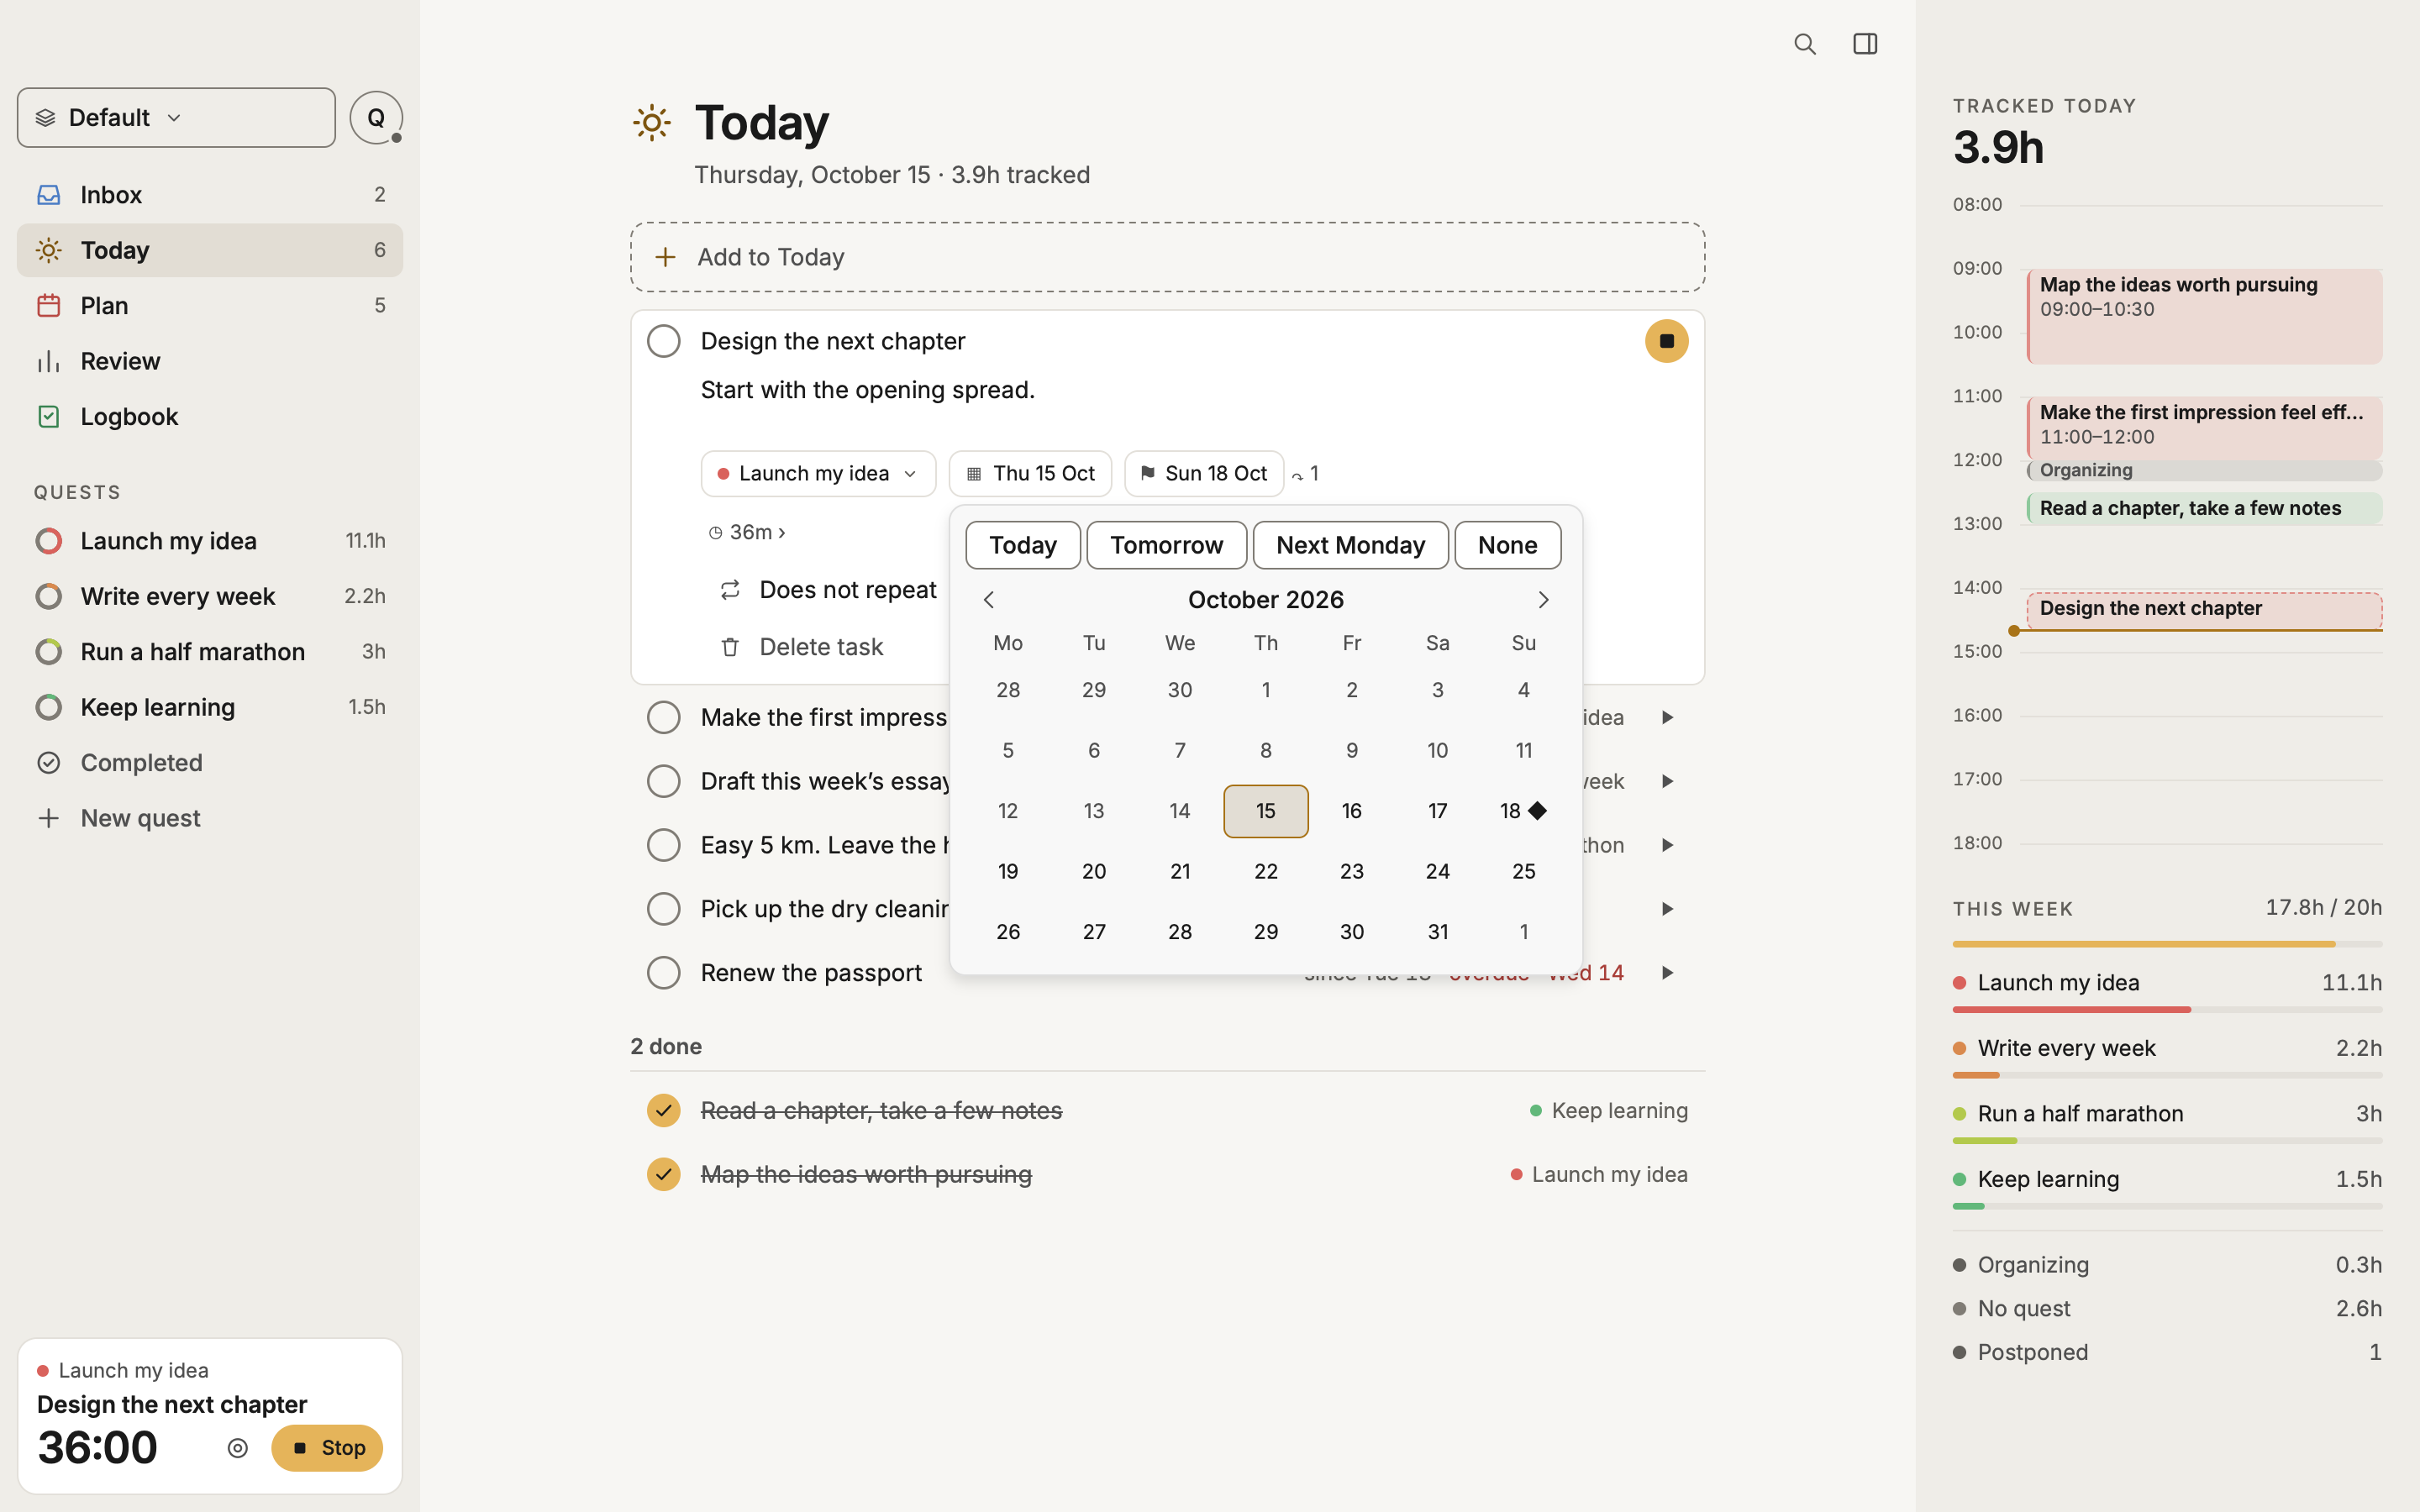 Default
Q
Inbox 2
Today 6
Plan 5
Review
Logbook
QUESTS
Launch my idea 11.1h
Write every week 2.2h
Run a half marathon 3h
Keep learning 1.5h
Completed
New quest
Launch my idea
Design the next chapter
36:00 Stop
Today
Thursday, October 15 · 3.9h tracked
Add to Today
Design the next chapter
Start with the opening spread.
Launch my idea Thu 15 Oct Sun 18 Oct 1
36m ›
Does not repeat
Delete task
Today Tomorrow Next Monday None
October 2026
Mo Tu We Th Fr Sa Su
28 29 30 1 2 3 4
5 6 7 8 9 10 11
12 13 14 15 16 17 18
19 20 21 22 23 24 25
26 27 28 29 30 31 1
Make the first impress idea
Draft this week’s essay week
Easy 5 km. Leave the
Pick up the dry
Renew the passport overdue Wed 14
2 done
Read a chapter, take a few notes Keep learning
Map the ideas worth pursuing Launch my idea
TRACKED TODAY
3.9h
08:00
09:00
Map the ideas worth pursuing
09:00–10:30
10:00
11:00
Make the first impression feel eff...
11:00–12:00
12:00
Organizing
Read a chapter, take a few notes
13:00
14:00
Design the next chapter
15:00
16:00
17:00
18:00
THIS WEEK 17.8h / 20h
Launch my idea 11.1h
Write every week 2.2h
Run a half marathon 3h
Keep learning 1.5h
Organizing 0.3h
No quest 2.6h
Postponed 1